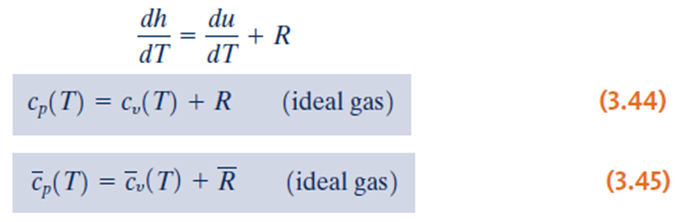 dh/dT = du/dT + R
c_p(T) = c_v(T) + R (ideal gas) (3.44)
c̅_p(T) = c̅_v(T) + R̅ (ideal gas) (3.45)